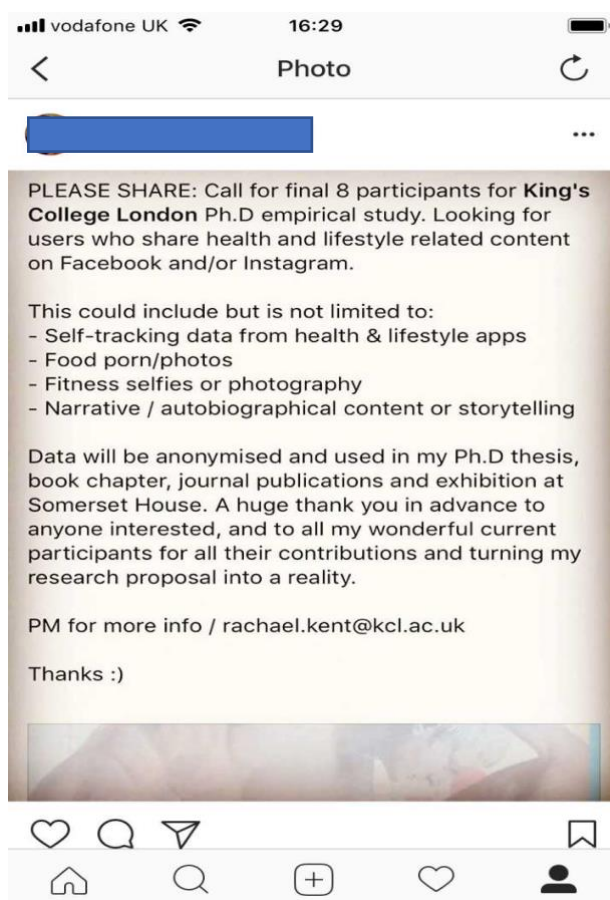 vodafone UK 16:29
Photo
PLEASE SHARE: Call for final 8 participants for King's
College London Ph.D empirical study. Looking for
users who share health and lifestyle related content
on Facebook and/or Instagram.
This could include but is not limited to:
- Self-tracking data from health & lifestyle apps
- Food porn/photos
- Fitness selfies or photography
- Narrative / autobiographical content or storytelling
Data will be anonymised and used in my Ph.D thesis,
book chapter, journal publications and exhibition at
Somerset House. A huge thank you in advance to
anyone interested, and to all my wonderful current
participants for all their contributions and turning my
research proposal into a reality.
PM for more info / rachael.kent@kcl.ac.uk
Thanks :)